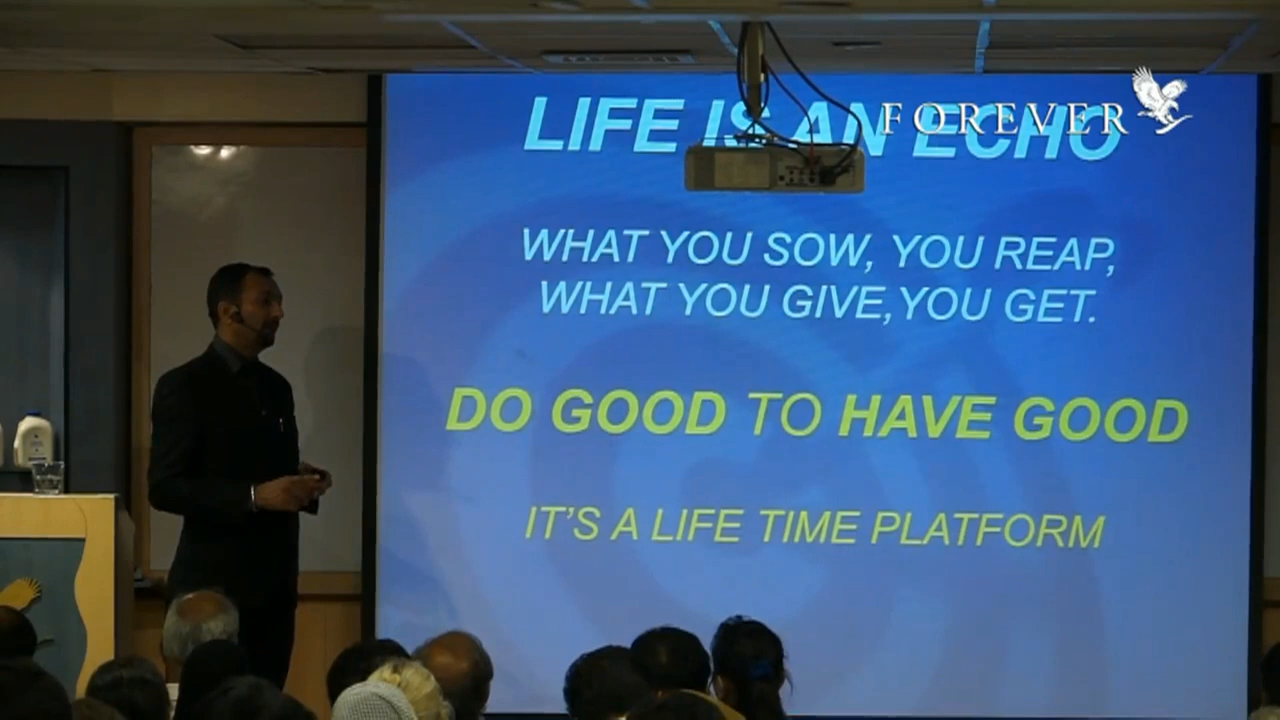 LIFE IS AN ECHO
FOREVER
WHAT YOU SOW, YOU REAP,
WHAT YOU GIVE, YOU GET.
DO GOOD TO HAVE GOOD
IT'S A LIFE TIME PLATFORM